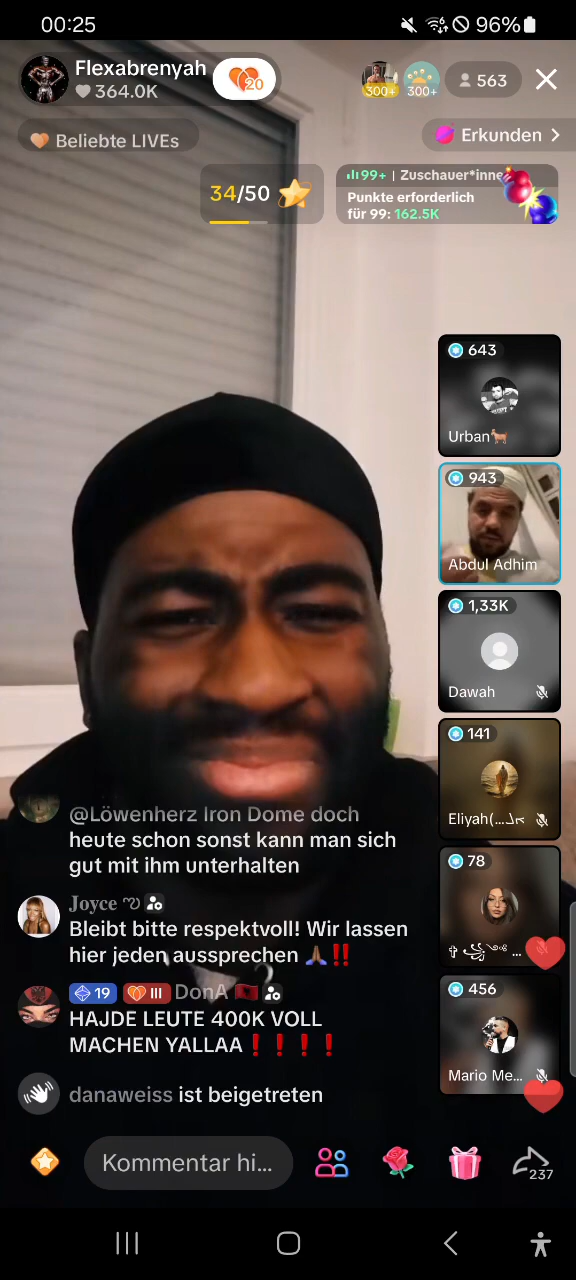 00:25
96%
Flexabrenyah
364.0K
20
300+
300+
563
Beliebte LIVEs
Erkunden
34/50
99+ | Zuschauer*inne
Punkte erforderlich
für 99: 162.5K
643
Urban
943
Abdul Adhim
1,33K
Dawah
141
Eliyah(...
78
...
456
Mario Me...
@Löwenherz Iron Dome doch
heute schon sonst kann man sich
gut mit ihm unterhalten
Joyce
Bleibt bitte respektvoll! Wir lassen
hier jeden aussprechen 🙏🏾‼️
19 III DonA 🇦🇱
HAJDE LEUTE 400K VOLL
MACHEN YALLAA❗❗❗❗
danaweiss ist beigetreten
Kommentar hi...
237